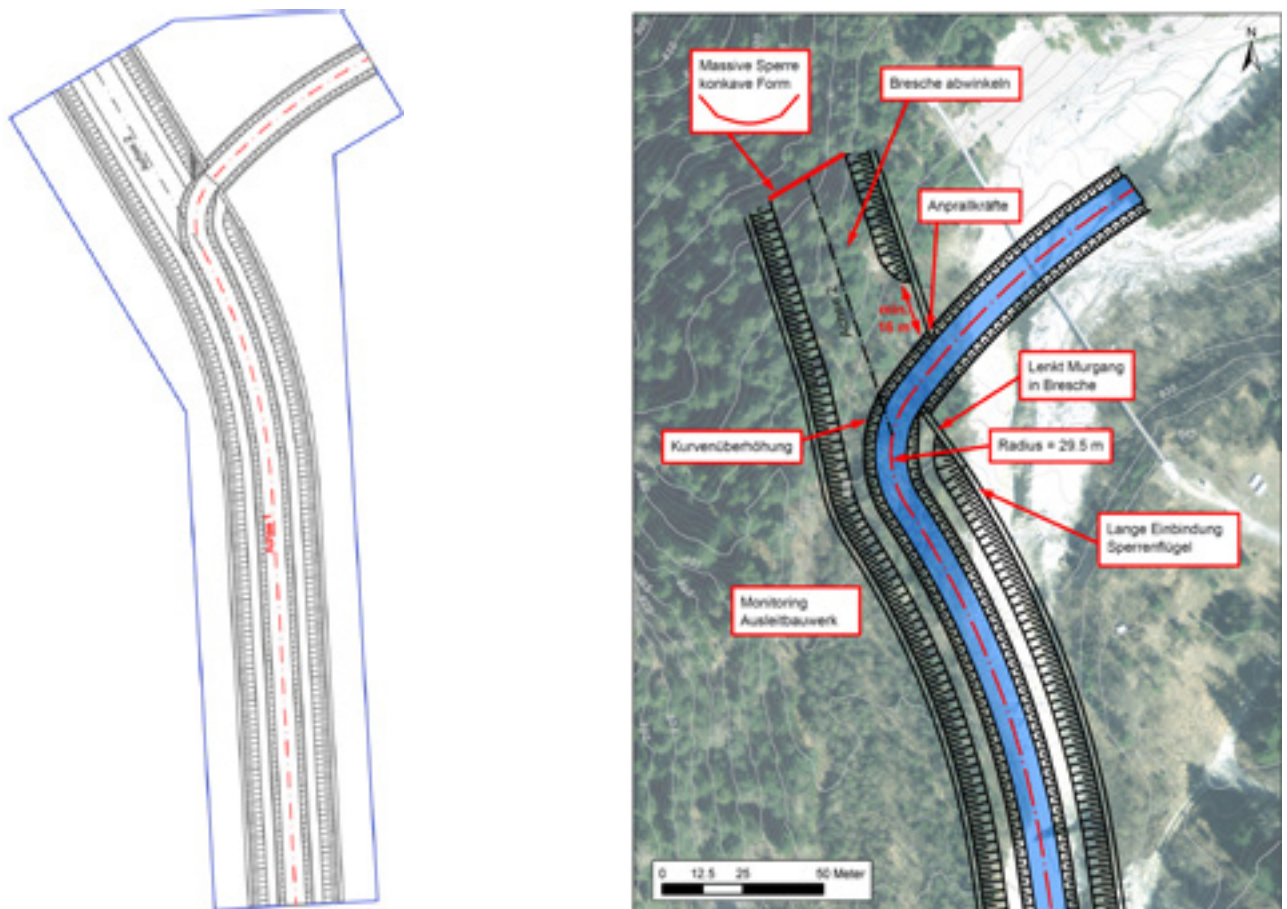 Massive Sperre
konkave Form
Bresche abwinkeln
N
Anprallkräfte
min.
16 m
Lenkt Murgang
in Bresche
Kurvenüberhöhung
Radius = 29.5 m
Lange Einbindung
Sperrenflügel
Monitoring
Ausleitbauwerk
0 12.5 25 50 Meter